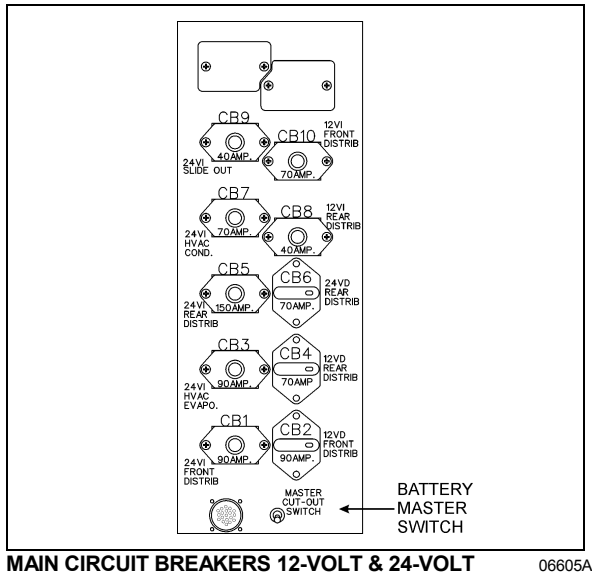 CB9
40AMP.
24VI
SLIDE OUT
12VI
FRONT
DISTRIB
CB10
70AMP.
CB7
70AMP.
24VI
HVAC
COND.
12VI
REAR
DISTRIB
CB8
40AMP.
CB5
150AMP.
24VI
REAR
DISTRIB
CB6
70AMP.
24VD
REAR
DISTRIB
CB3
90AMP.
24VI
HVAC
EVAPO.
CB4
70AMP
12VD
REAR
DISTRIB
CB1
90AMP.
24VI
FRONT
DISTRIB
CB2
90AMP.
12VD
FRONT
DISTRIB
MASTER
CUT-OUT
SWITCH
BATTERY
MASTER
SWITCH
MAIN CIRCUIT BREAKERS 12-VOLT & 24-VOLT
06605A